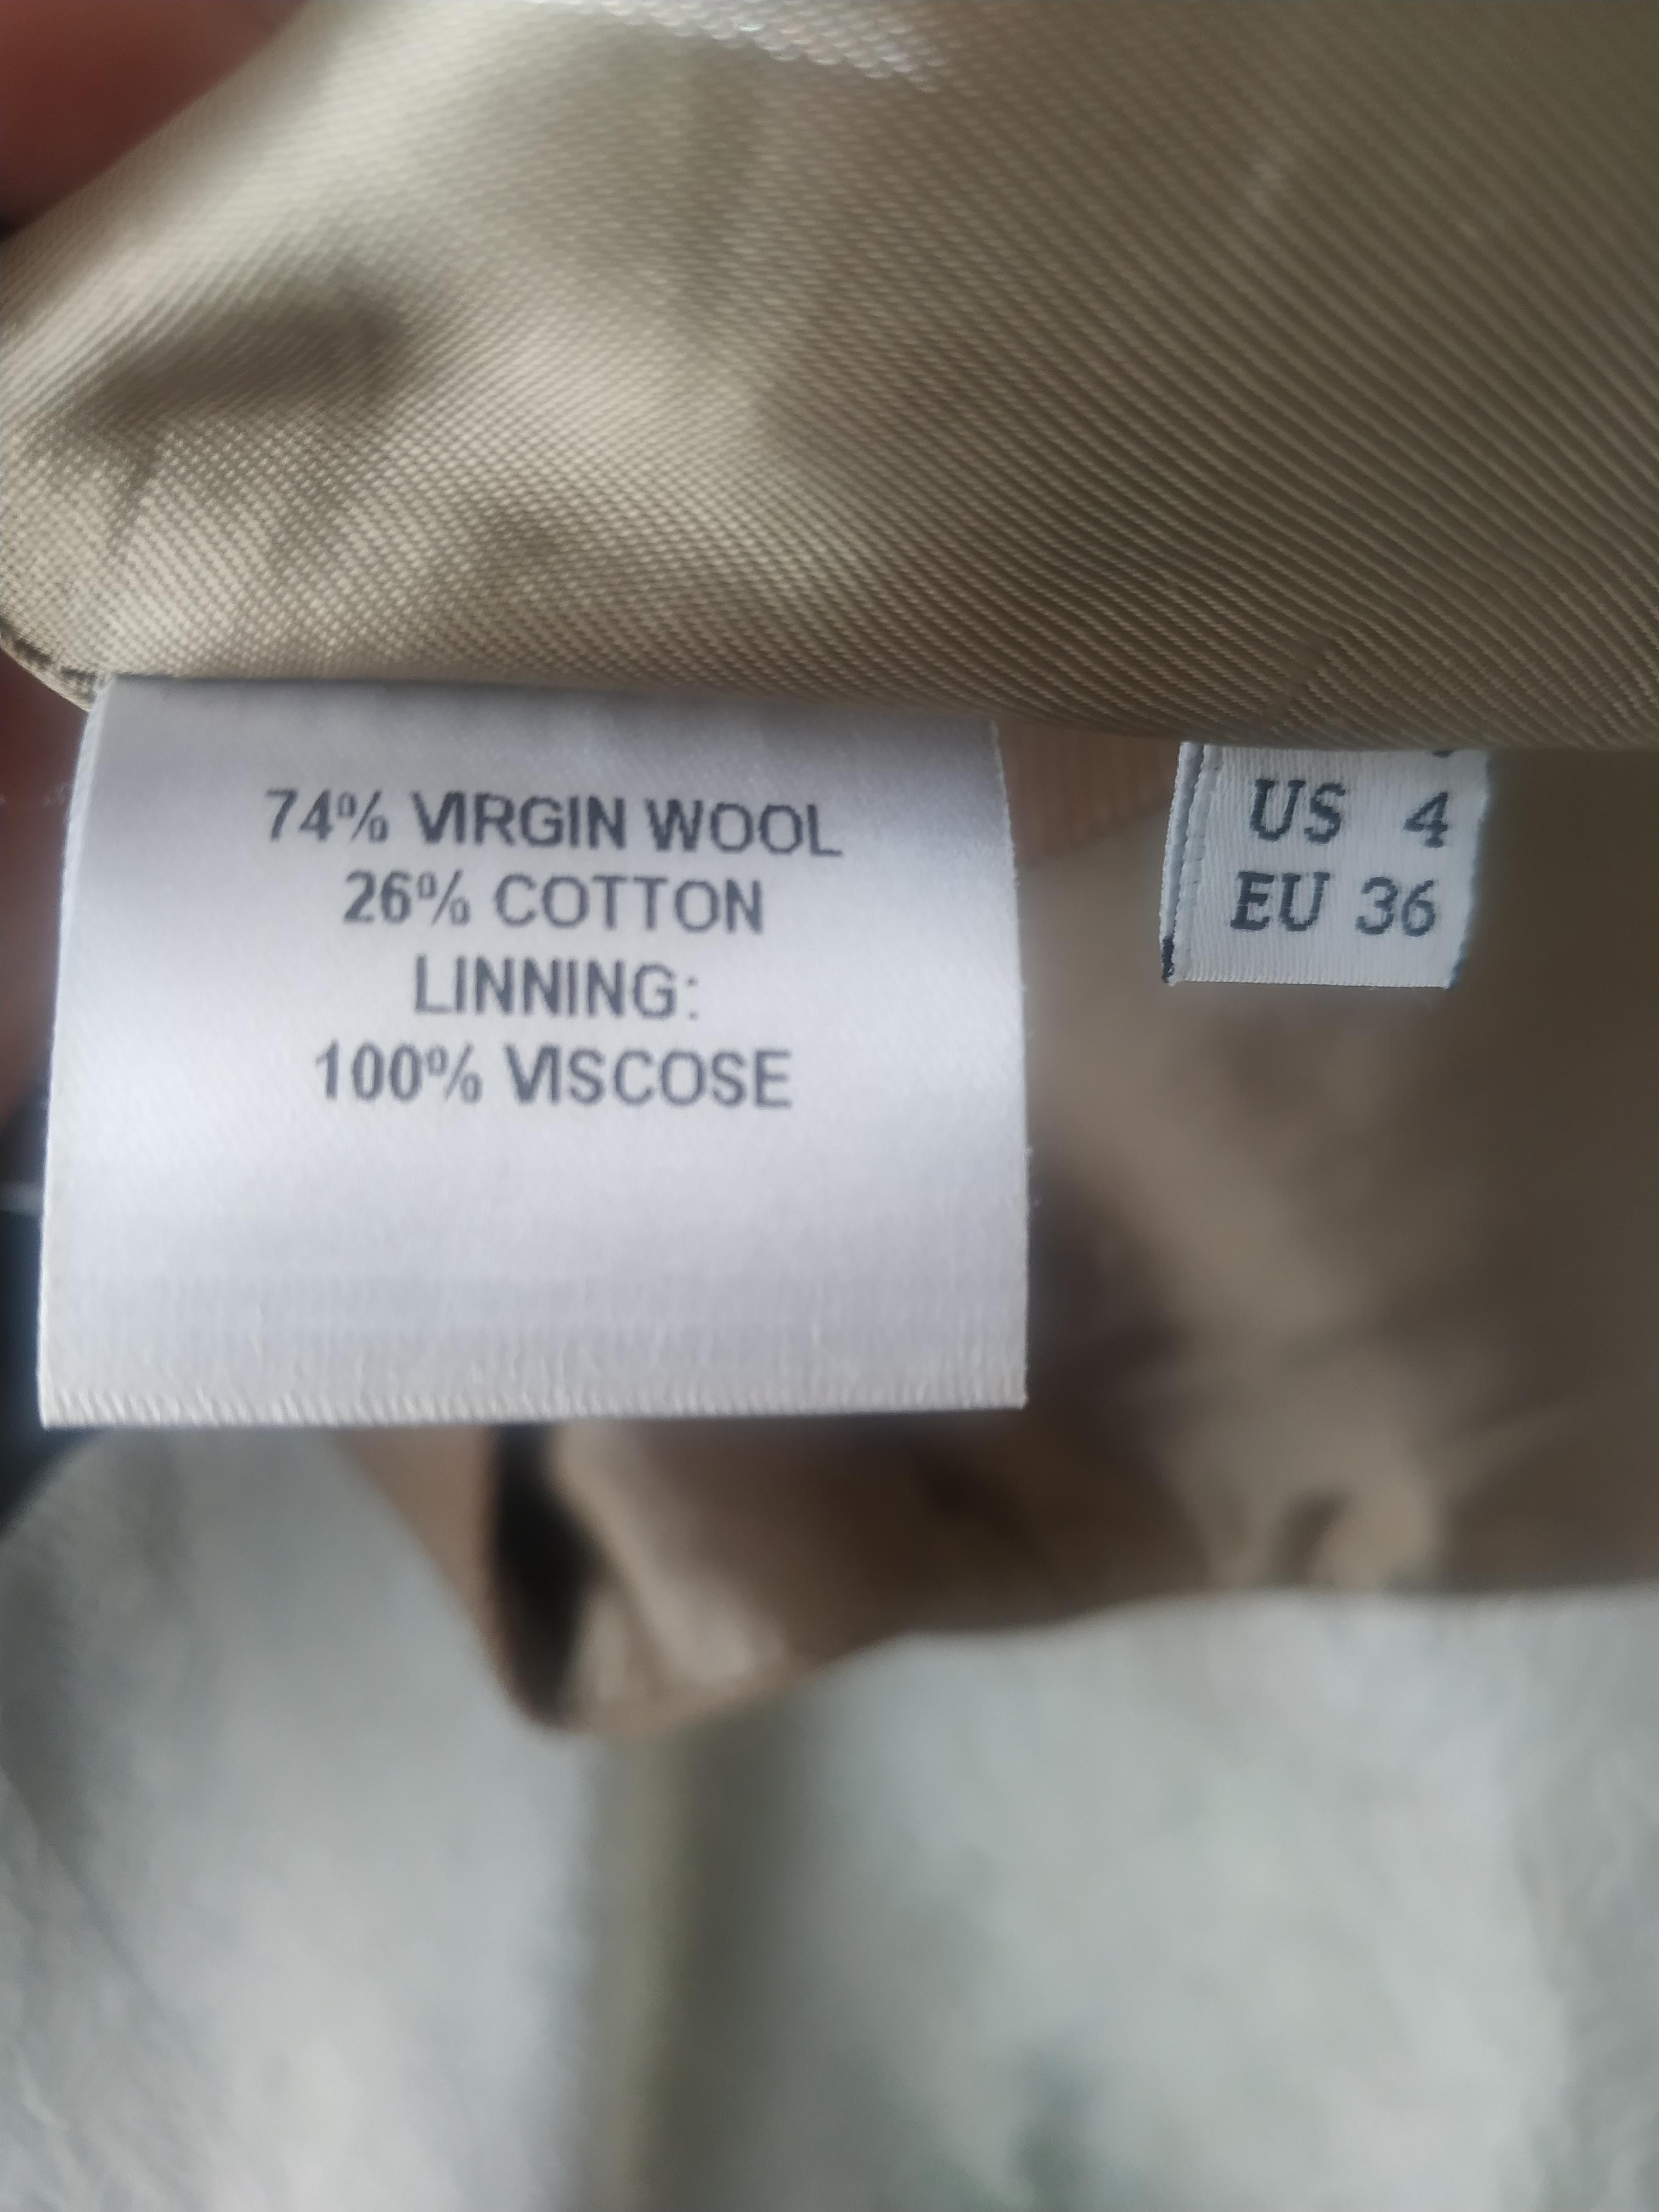 74% VIRGIN WOOL
26% COTTON
LINNING:
100% VISCOSE
US 4
EU 36